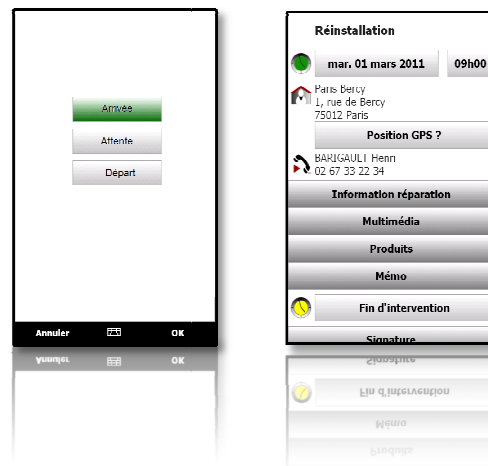 Arrivée
Attente
Départ
Annuler
OK
Réinstallation
mar. 01 mars 2011
09h00
Paris Bercy
1, rue de Bercy
75012 Paris
Position GPS ?
BARIGAULT Henri
02 67 33 22 34
Information réparation
Multimédia
Produits
Mémo
Fin d'intervention
Signature